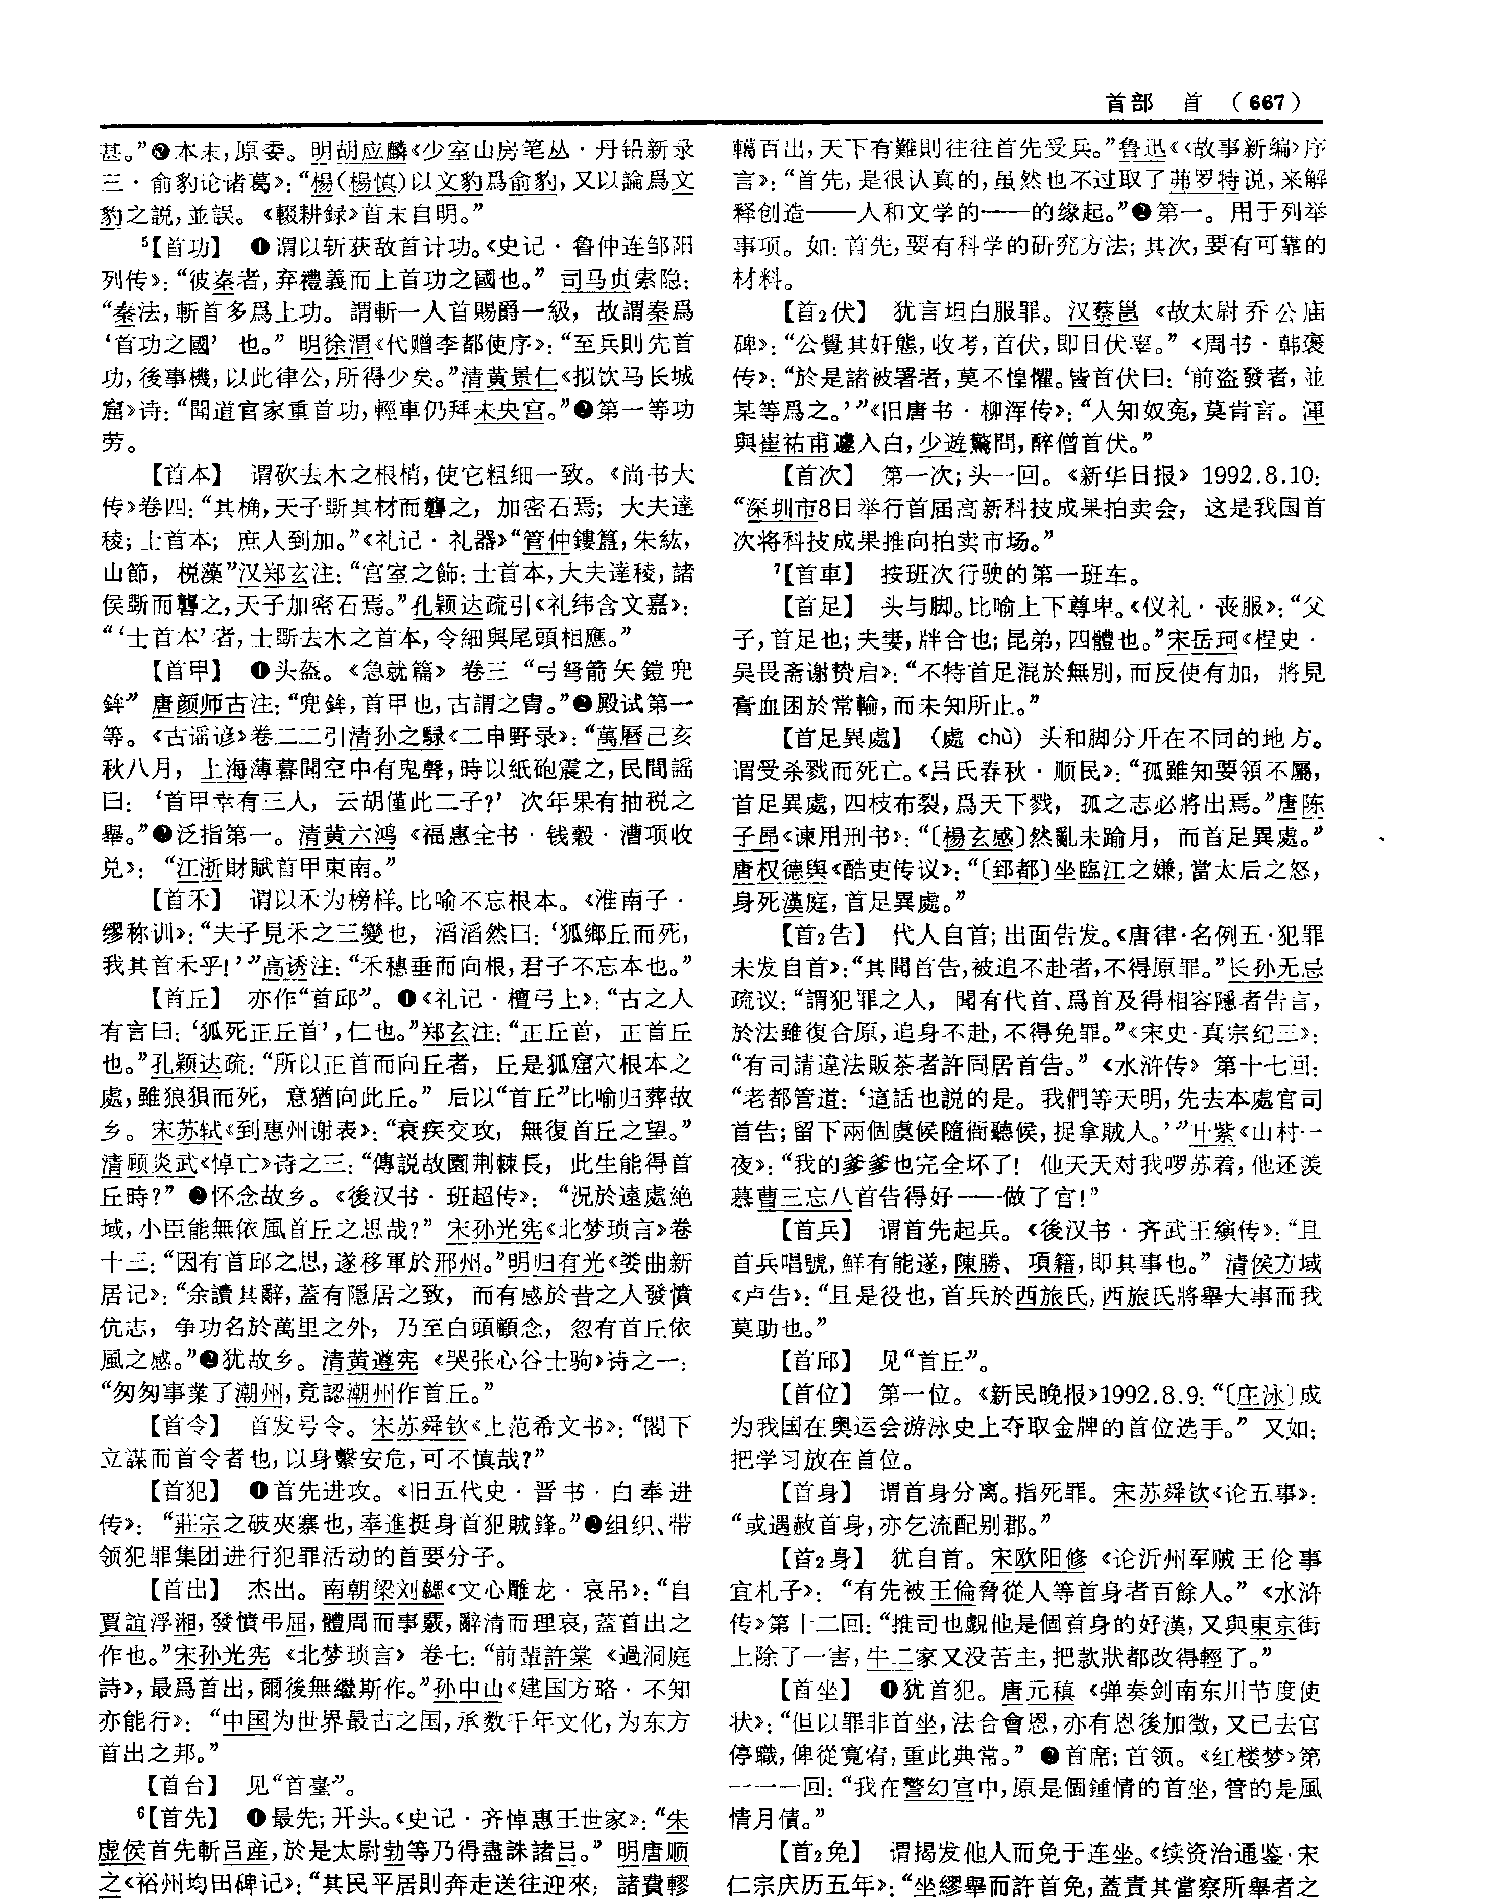 首部　首　（667）
甚。”❷本末，原委。明胡应麟《少室山房笔丛·丹铅新录
三·俞豹论诸葛》：“楊（楊慎）以文豹爲俞豹，又以論爲文
豹之説，並誤。《輟耕録》首末自明。”
5【首功】　❶谓以斩获敌首计功。《史记·鲁仲连邹阳
列传》：“彼秦者，弃禮義而上首功之國也。”司马贞索隐：
“秦法，斬首多爲上功。謂斬一人首賜爵一級，故謂秦爲
‘首功之國’也。”明徐渭《代赠李都使序》：“至兵則先首
功，後事機，以此律公，所得少矣。”清黄景仁《拟饮马长城
窟》诗：“聞道官家重首功，輕車仍拜未央宫。”❷第一等功
劳。
【首本】　谓砍去木之根梢，使它粗细一致。《尚书大
传》卷四：“其桷，天子斲其材而礱之，加密石焉；大夫達
稜；士首本；庶人到加。”《礼记·礼器》“管仲鏤簋，朱紘，
山節，棁藻”汉郑玄注：“宫室之飾：士首本，大夫達稜，諸
侯斲而礱之，天子加密石焉。”孔颖达疏引《礼纬含文嘉》：
“‘士首本’者，士斲去木之首本，令細與尾頭相應。”
【首甲】　❶头盔。《急就篇》卷三“弓弩箭矢鎧兜
鉾”唐颜师古注：“兜鉾，首甲也，古謂之冑。”❷殿试第一
等。《古谣谚》卷二二引清孙之騄《二申野录》：“萬曆己亥
秋八月，上海薄暮聞空中有鬼聲，時以紙砲震之，民間謡
曰：‘首甲幸有三人，云胡僅此二子？’次年果有抽税之
舉。”❸泛指第一。清黄六鸿《福惠全书·钱穀·漕项收
兑》：“江浙財賦首甲東南。”
【首禾】　谓以禾为榜样。比喻不忘根本。《淮南子·
缪称训》：“夫子見禾之三變也，滔滔然曰：‘狐鄉丘而死，
我其首禾乎！’”高诱注：“禾穗垂而向根，君子不忘本也。”
【首丘】　亦作“首邱”。❶《礼记·檀弓上》：“古之人
有言曰：‘狐死正丘首’，仁也。”郑玄注：“正丘首，正首丘
也。”孔颖达疏：“所以正首而向丘者，丘是狐窟穴根本之
處，雖狼狽而死，意猶向此丘。”后以“首丘”比喻归葬故
乡。宋苏轼《到惠州谢表》：“衰疾交攻，無復首丘之望。”
清顾炎武《悼亡》诗之三：“傳説故園荆棘長，此生能得首
丘時？”❷怀念故乡。《後汉书·班超传》：“況於遠處絶
域，小臣能無依風首丘之思哉？”宋孙光宪《北梦琐言》卷
十三：“因有首邱之思，遂移軍於邢州。”明归有光《娄曲新
居记》：“余讀其辭，蓋有隱居之致，而有感於昔之人發憤
伉志，争功名於萬里之外，乃至白頭顧念，忽有首丘依
風之感。”❸犹故乡。清黄遵宪《哭张心谷士驹》诗之一：
“匆匆事業了潮州，竟認潮州作首丘。”
【首令】　首发号令。宋苏舜钦《上范希文书》：“閣下
立謀而首令者也，以身繫安危，可不慎哉？”
【首犯】　❶首先进攻。《旧五代史·晋书·白奉进
传》：“莊宗之破夾寨也，奉進挺身首犯賊鋒。”❷组织、带
领犯罪集团进行犯罪活动的首要分子。
【首出】　杰出。南朝梁刘勰《文心雕龙·哀吊》：“自
賈誼浮湘，發憤弔屈，體周而事覈，辭清而理哀，蓋首出之
作也。”宋孙光宪《北梦琐言》卷七：“前輩許棠《過洞庭
詩》，最爲首出，爾後無繼斯作。”孙中山《建国方略·不知
亦能行》：“中国为世界最古之国，承数千年文化，为东方
首出之邦。”
【首台】　见“首臺”。
6【首先】　❶最先；开头。《史记·齐悼惠王世家》：“朱
虚侯首先斬吕産，於是太尉勃等乃得盡誅諸吕。”明唐顺
之《裕州均田碑记》：“其民平居則奔走送往迎來，諸費轇
轕百出，天下有難則往往首先受兵。”鲁迅《〈故事新编〉序
言》：“首先，是很认真的，虽然也不过取了茀罗特说，来解
释创造——人和文学的——的缘起。”❷第一。用于列举
事项。如：首先，要有科学的研究方法；其次，要有可靠的
材料。
【首2伏】　犹言坦白服罪。汉蔡邕《故太尉乔公庙
碑》：“公覺其奸態，收考，首伏，即日伏辜。”《周书·韩褒
传》：“於是諸被署者，莫不惶懼。皆首伏曰：‘前盗發者，並
某等爲之。’”《旧唐书·柳浑传》：“人知奴寃，莫肯言。渾
與崔祐甫遽入白，少遊驚問，醉僧首伏。”
【首次】　第一次；头一回。《新华日报》1992.8.10：
“深圳市8日举行首届高新科技成果拍卖会，这是我国首
次将科技成果推向拍卖市场。”
7【首車】　按班次行驶的第一班车。
【首足】　头与脚。比喻上下尊卑。《仪礼·丧服》：“父
子，首足也；夫妻，牉合也；昆弟，四體也。”宋岳珂《桯史·
吴畏斋谢贽启》：“不特首足混於無别，而反使有加，將見
膏血困於常輸，而未知所止。”
【首足異處】　（處 chù）头和脚分开在不同的地方。
谓受杀戮而死亡。《吕氏春秋·顺民》：“孤雖知要領不屬，
首足異處，四枝布裂，爲天下戮，孤之志必將出焉。”唐陈
子昂《谏用刑书》：“〔楊玄感〕然亂未踰月，而首足異處。”
唐权德舆《酷吏传议》：“〔郅都〕坐臨江之嫌，當太后之怒，
身死漢庭，首足異處。”
【首2告】　代人自首；出面告发。《唐律·名例五·犯罪
未发自首》：“其聞首告，被追不赴者，不得原罪。”长孙无忌
疏议：“謂犯罪之人，聞有代首、爲首及得相容隱者告言，
於法雖復合原，追身不赴，不得免罪。”《宋史·真宗纪三》：
“有司請違法販茶者許同居首告。”《水浒传》第十七回：
“老都管道：‘這話也説的是。我們等天明，先去本處官司
首告；留下兩個虞候隨衙聽候，捉拿賊人。’”叶紫《山村一
夜》：“我的爹爹也完全坏了！他天天对我啰苏着，他还羡
慕曹三忘八首告得好——做了官！”
【首兵】　谓首先起兵。《後汉书·齐武王縯传》：“且
首兵唱號，鮮有能遂，陳勝、項籍，即其事也。”清侯方域
《卢告》：“且是役也，首兵於西旅氏，西旅氏將舉大事而我
莫助也。”
【首邱】　见“首丘”。
【首位】　第一位。《新民晚报》1992.8.9：“〔庄泳〕成
为我国在奥运会游泳史上夺取金牌的首位选手。”又如：
把学习放在首位。
【首身】　谓首身分离。指死罪。宋苏舜钦《论五事》：
“或遇赦首身，亦乞流配别郡。”
【首2身】　犹自首。宋欧阳修《论沂州军贼王伦事
宜札子》：“有先被王倫脅從人等首身者百餘人。”《水浒
传》第十二回：“推司也覷他是個首身的好漢，又與東京街
上除了一害，牛二家又没苦主，把款狀都改得輕了。”
【首坐】　❶犹首犯。唐元稹《弹奏剑南东川节度使
状》：“但以罪非首坐，法合會恩，亦有恩後加徵，又已去官
停職，俾從寬宥，重此典常。”❷首席；首领。《红楼梦》第
一一一回：“我在警幻宫中，原是個鍾情的首坐，管的是風
情月債。”
【首2免】　谓揭发他人而免于连坐。《续资治通鉴·宋
仁宗庆历五年》：“坐繆舉而許首免，蓋責其當察所舉者之